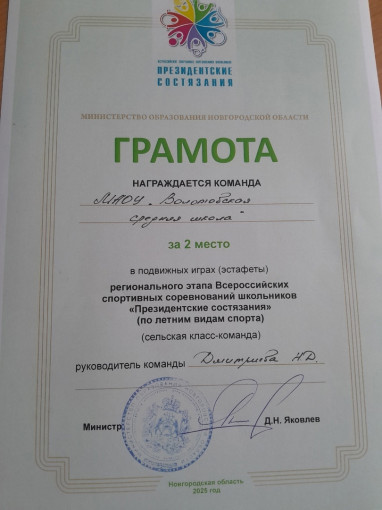 ПРЕЗИДЕНТСКИЕ
СОСТЯЗАНИЯ
МИНИСТЕРСТВО ОБРАЗОВАНИЯ НОВГОРОДСКОЙ ОБЛАСТИ
ГРАМОТА
НАГРАЖДАЕТСЯ КОМАНДА
МАОУ "Волотовская
средняя школа"
за 2 место
в подвижных играх (эстафеты)
регионального этапа Всероссийских
спортивных соревнований школьников
«Президентские состязания»
(по летним видам спорта)
(сельская класс-команда)
руководитель команды Дмитриева Н.Д.
Министр
Д.Н. Яковлев
Новгородская область
2025 год